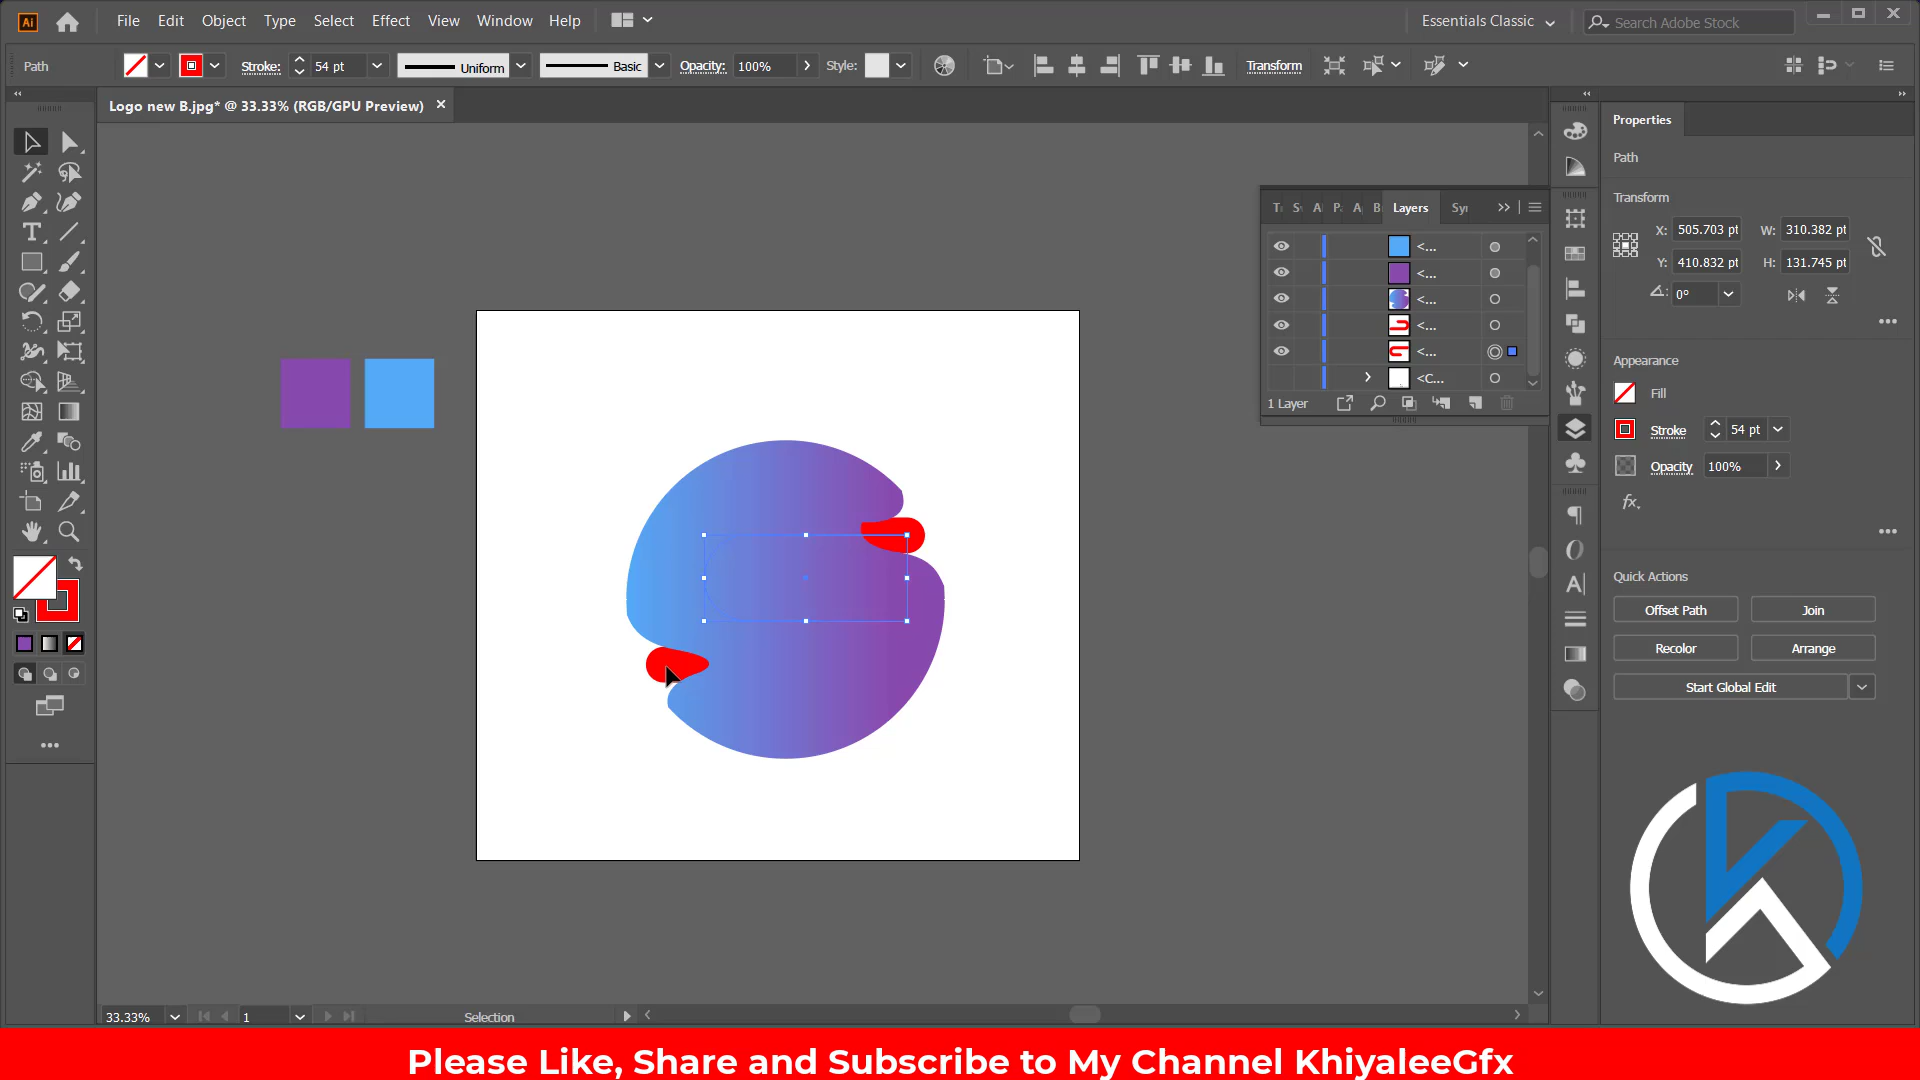 Ai File Edit Object Type Select Effect View Window Help Essentials Classic Search Adobe Stock
Path Stroke: 54 pt Uniform Basic Opacity: 100% Style: Transform
Logo new B.jpg* @ 33.33% (RGB/GPU Preview)
Properties
Path
Transform
X: 505.703 pt W: 310.382 pt
Y: 410.832 pt H: 131.745 pt
0°
Appearance
Fill
Stroke 54 pt
Opacity 100%
fx
Quick Actions
Offset Path Join
Recolor Arrange
Start Global Edit
T S A P A B Layers Syr
<...
<...
<...
<...
<...
<C...
1 Layer
33.33% 1 Selection
Please Like, Share and Subscribe to My Channel KhiyaleeGfx